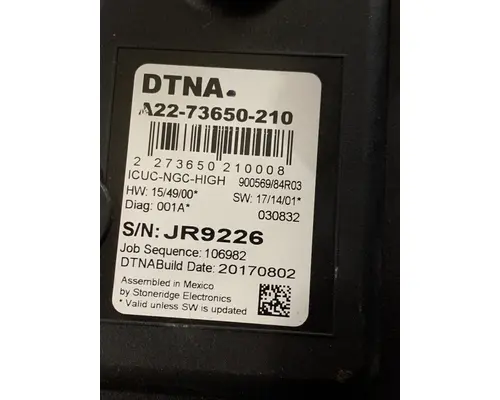 DTNA.
A22-73650-210
2 273650 210008
ICUC-NGC-HIGH 900569/84R03
HW: 15/49/00* SW: 17/14/01*
Diag: 001A* 030832
S/N: JR9226
Job Sequence: 106982
DTNABuild Date: 20170802
Assembled in Mexico
by Stoneridge Electronics
* Valid unless SW is updated